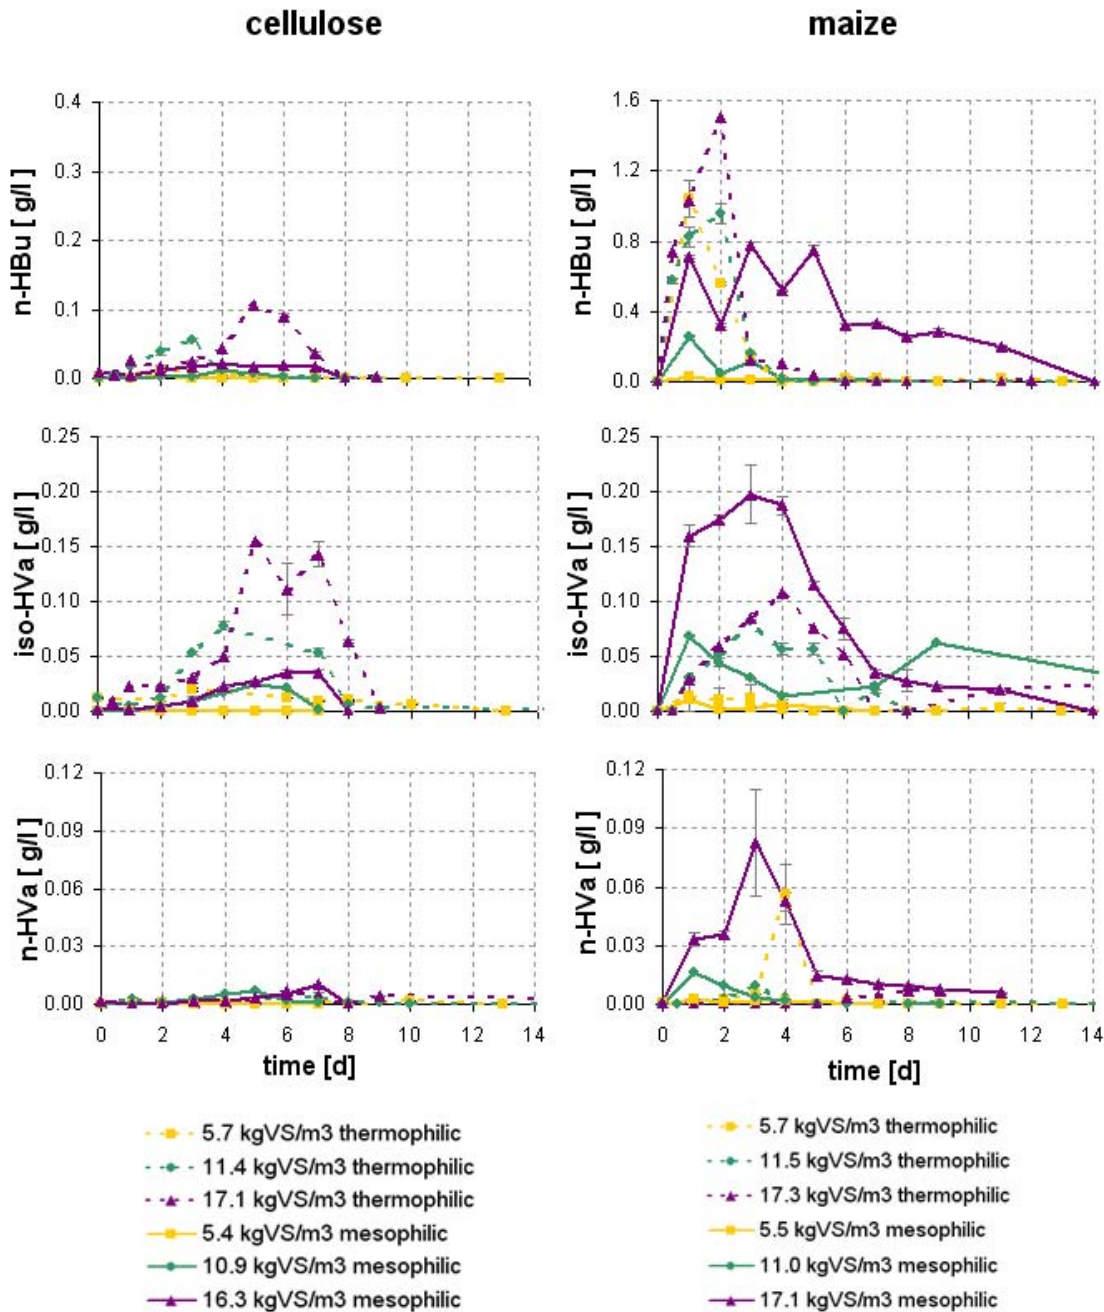 cellulose
maize
n-HBu [ g/l ]
0.4
0.3
0.2
0.1
0.0
n-HBu [ g/l ]
1.6
1.2
0.8
0.4
0.0
iso-HVa [ g/l ]
0.25
0.20
0.15
0.10
0.05
0.00
iso-HVa [ g/l ]
0.25
0.20
0.15
0.10
0.05
0.00
n-HVa [ g/l ]
0.12
0.09
0.06
0.03
0.00
0 2 4 6 8 10 12 14
time [d]
n-HVa [ g/l ]
0.12
0.09
0.06
0.03
0.00
0 2 4 6 8 10 12 14
time [d]
5.7 kgVS/m3 thermophilic
11.4 kgVS/m3 thermophilic
17.1 kgVS/m3 thermophilic
5.4 kgVS/m3 mesophilic
10.9 kgVS/m3 mesophilic
16.3 kgVS/m3 mesophilic
5.7 kgVS/m3 thermophilic
11.5 kgVS/m3 thermophilic
17.3 kgVS/m3 thermophilic
5.5 kgVS/m3 mesophilic
11.0 kgVS/m3 mesophilic
17.1 kgVS/m3 mesophilic